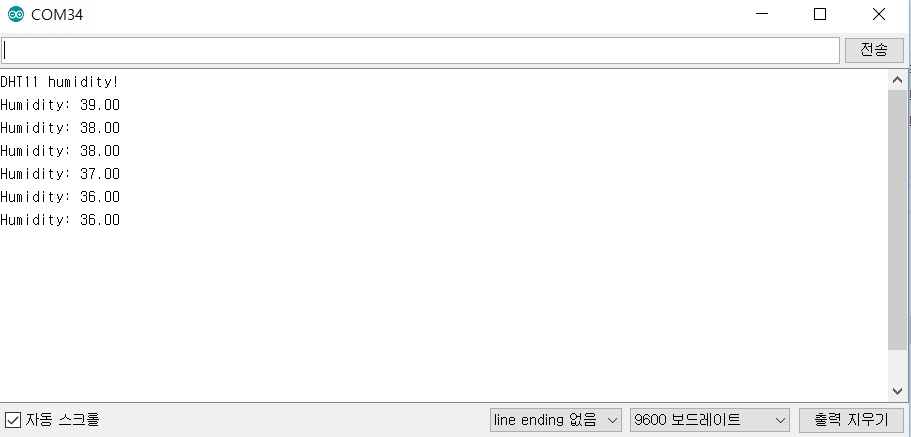 COM34
전송
DHT11 humidity!
Humidity: 39.00
Humidity: 38.00
Humidity: 38.00
Humidity: 37.00
Humidity: 36.00
Humidity: 36.00
자동 스크롤
line ending 없음
9600 보드레이트
출력 지우기